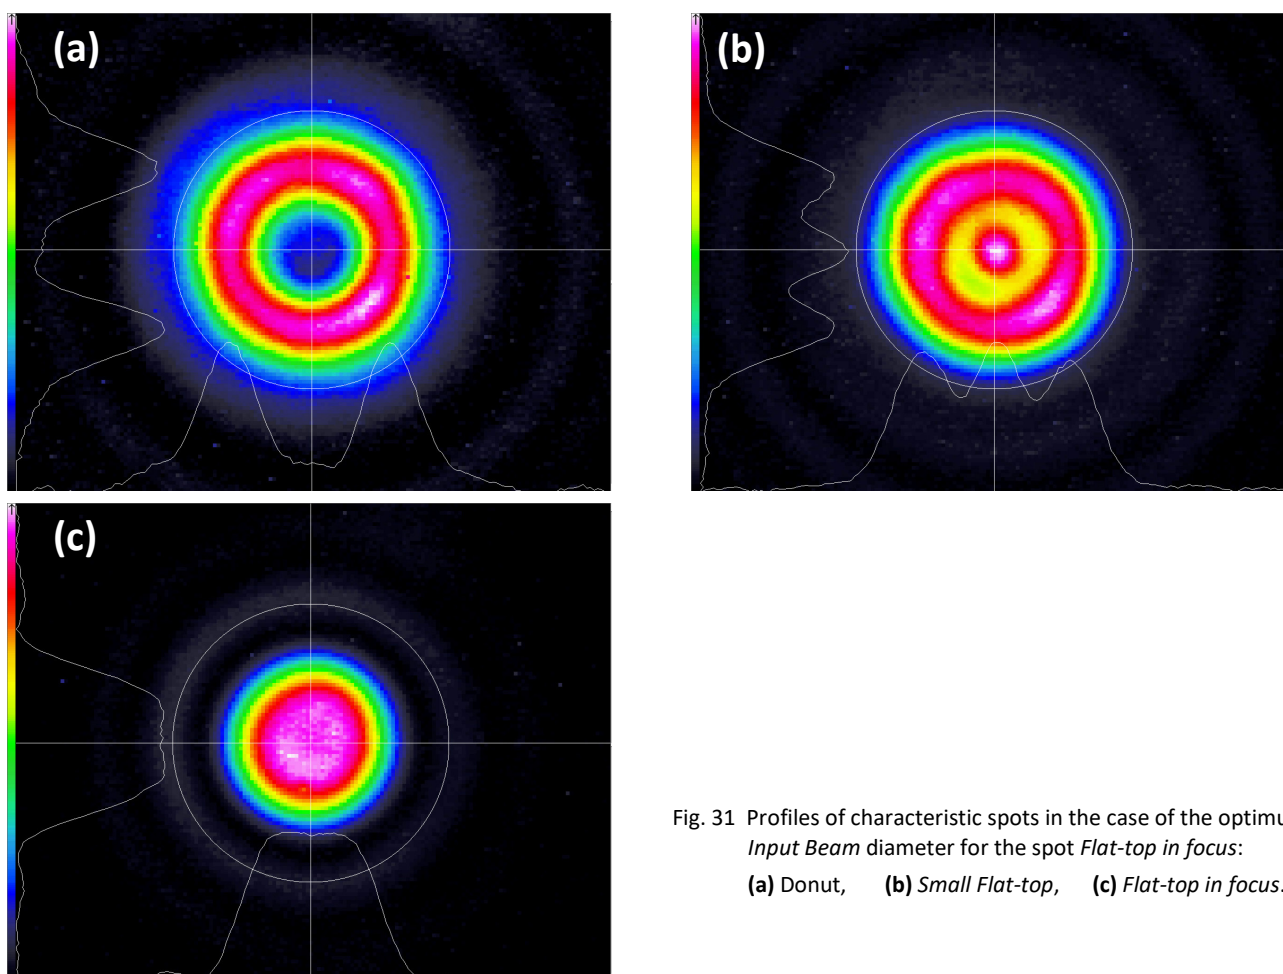 (a)
(b)
(c)
Fig. 31 Profiles of characteristic spots in the case of the
Input Beam diameter for the spot Flat-top in focus:
(a) Donut, (b) Small Flat-top, (c) Flat-top in focus.